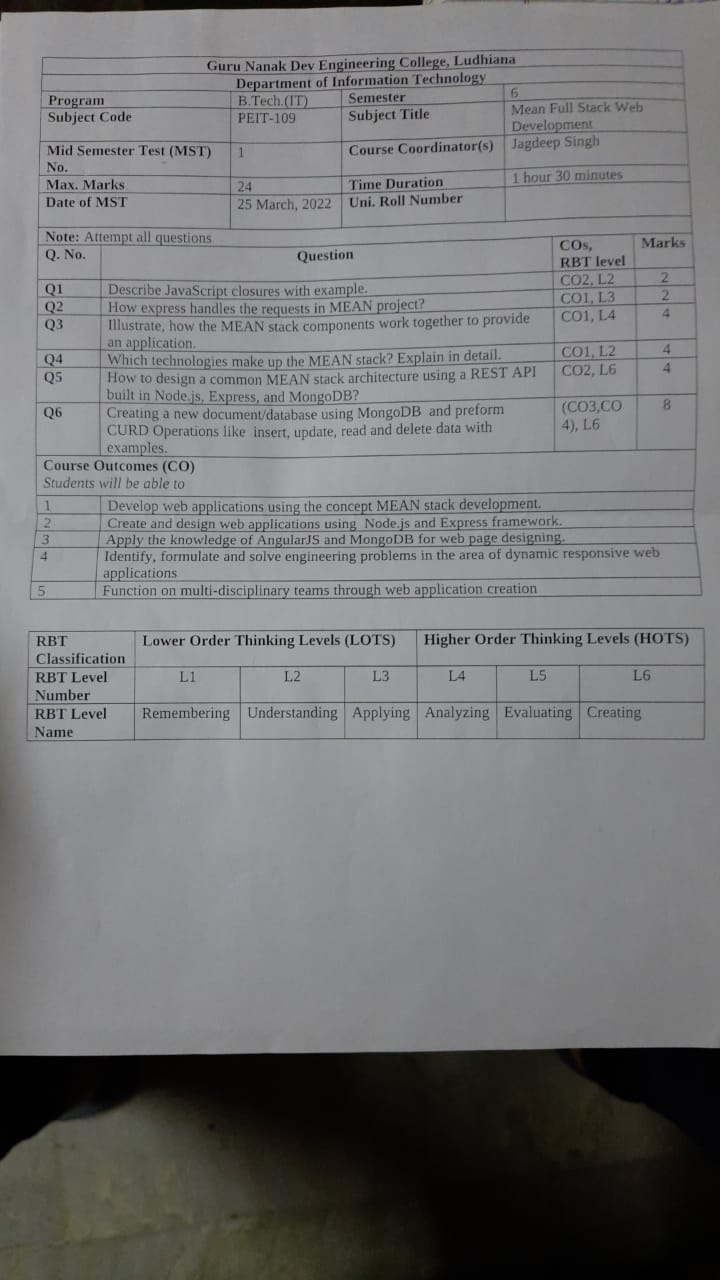 Guru Nanak Dev Engineering College, Ludhiana
Department of Information Technology
Program B.Tech.(IT) Semester 6
Subject Code PEIT-109 Subject Title Mean Full Stack Web
Development
Mid Semester Test (MST) 1 Course Coordinator(s) Jagdeep Singh
No.
Max. Marks 24 Time Duration 1 hour 30 minutes
Date of MST 25 March, 2022 Uni. Roll Number
Note: Attempt all questions
Q. No. Question COs, Marks
RBT level
Q1 Describe JavaScript closures with example. CO2, L2 2
Q2 How express handles the requests in MEAN project? CO1, L3 2
Q3 Illustrate, how the MEAN stack components work together to provide CO1, L4 4
an application.
Q4 Which technologies make up the MEAN stack? Explain in detail. CO1, L2 4
Q5 How to design a common MEAN stack architecture using a REST API CO2, L6 4
built in Node.js, Express, and MongoDB?
Q6 Creating a new document/database using MongoDB and preform (CO3,CO 8
CURD Operations like insert, update, read and delete data with 4), L6
examples.
Course Outcomes (CO)
Students will be able to
1 Develop web applications using the concept MEAN stack development.
2 Create and design web applications using Node.js and Express framework.
3 Apply the knowledge of AngularJS and MongoDB for web page designing.
4 Identify, formulate and solve engineering problems in the area of dynamic responsive web
applications
5 Function on multi-disciplinary teams through web application creation
RBT Lower Order Thinking Levels (LOTS) Higher Order Thinking Levels (HOTS)
Classification
RBT Level L1 L2 L3 L4 L5 L6
Number
RBT Level Remembering Understanding Applying Analyzing Evaluating Creating
Name